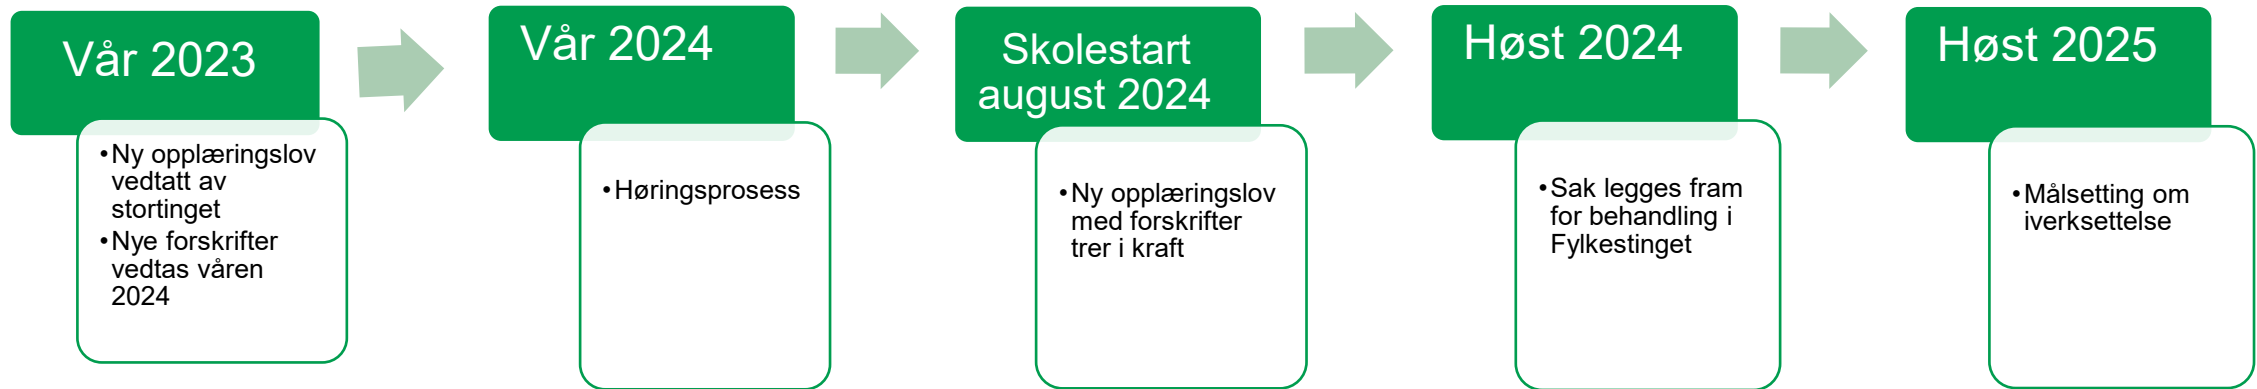 Vår 2023
•Ny opplæringslov
vedtatt av
stortinget
•Nye forskrifter
vedtas våren
2024
Vår 2024
•Høringsprosess
Skolestart
august 2024
•Ny opplæringslov
med forskrifter
trer i kraft
Høst 2024
•Sak legges fram
for behandling i
Fylkestinget
Høst 2025
•Målsetting om
iverksettelse